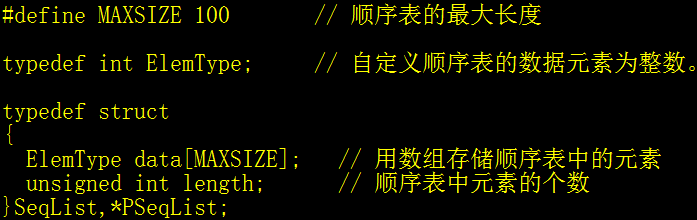 #define MAXSIZE 100       // 顺序表的最大长度
typedef int ElemType;     // 自定义顺序表的数据元素为整数。
typedef struct
{
  ElemType data[MAXSIZE];   // 用数组存储顺序表中的元素
  unsigned int length;      // 顺序表中元素的个数
}SeqList,*PSeqList;